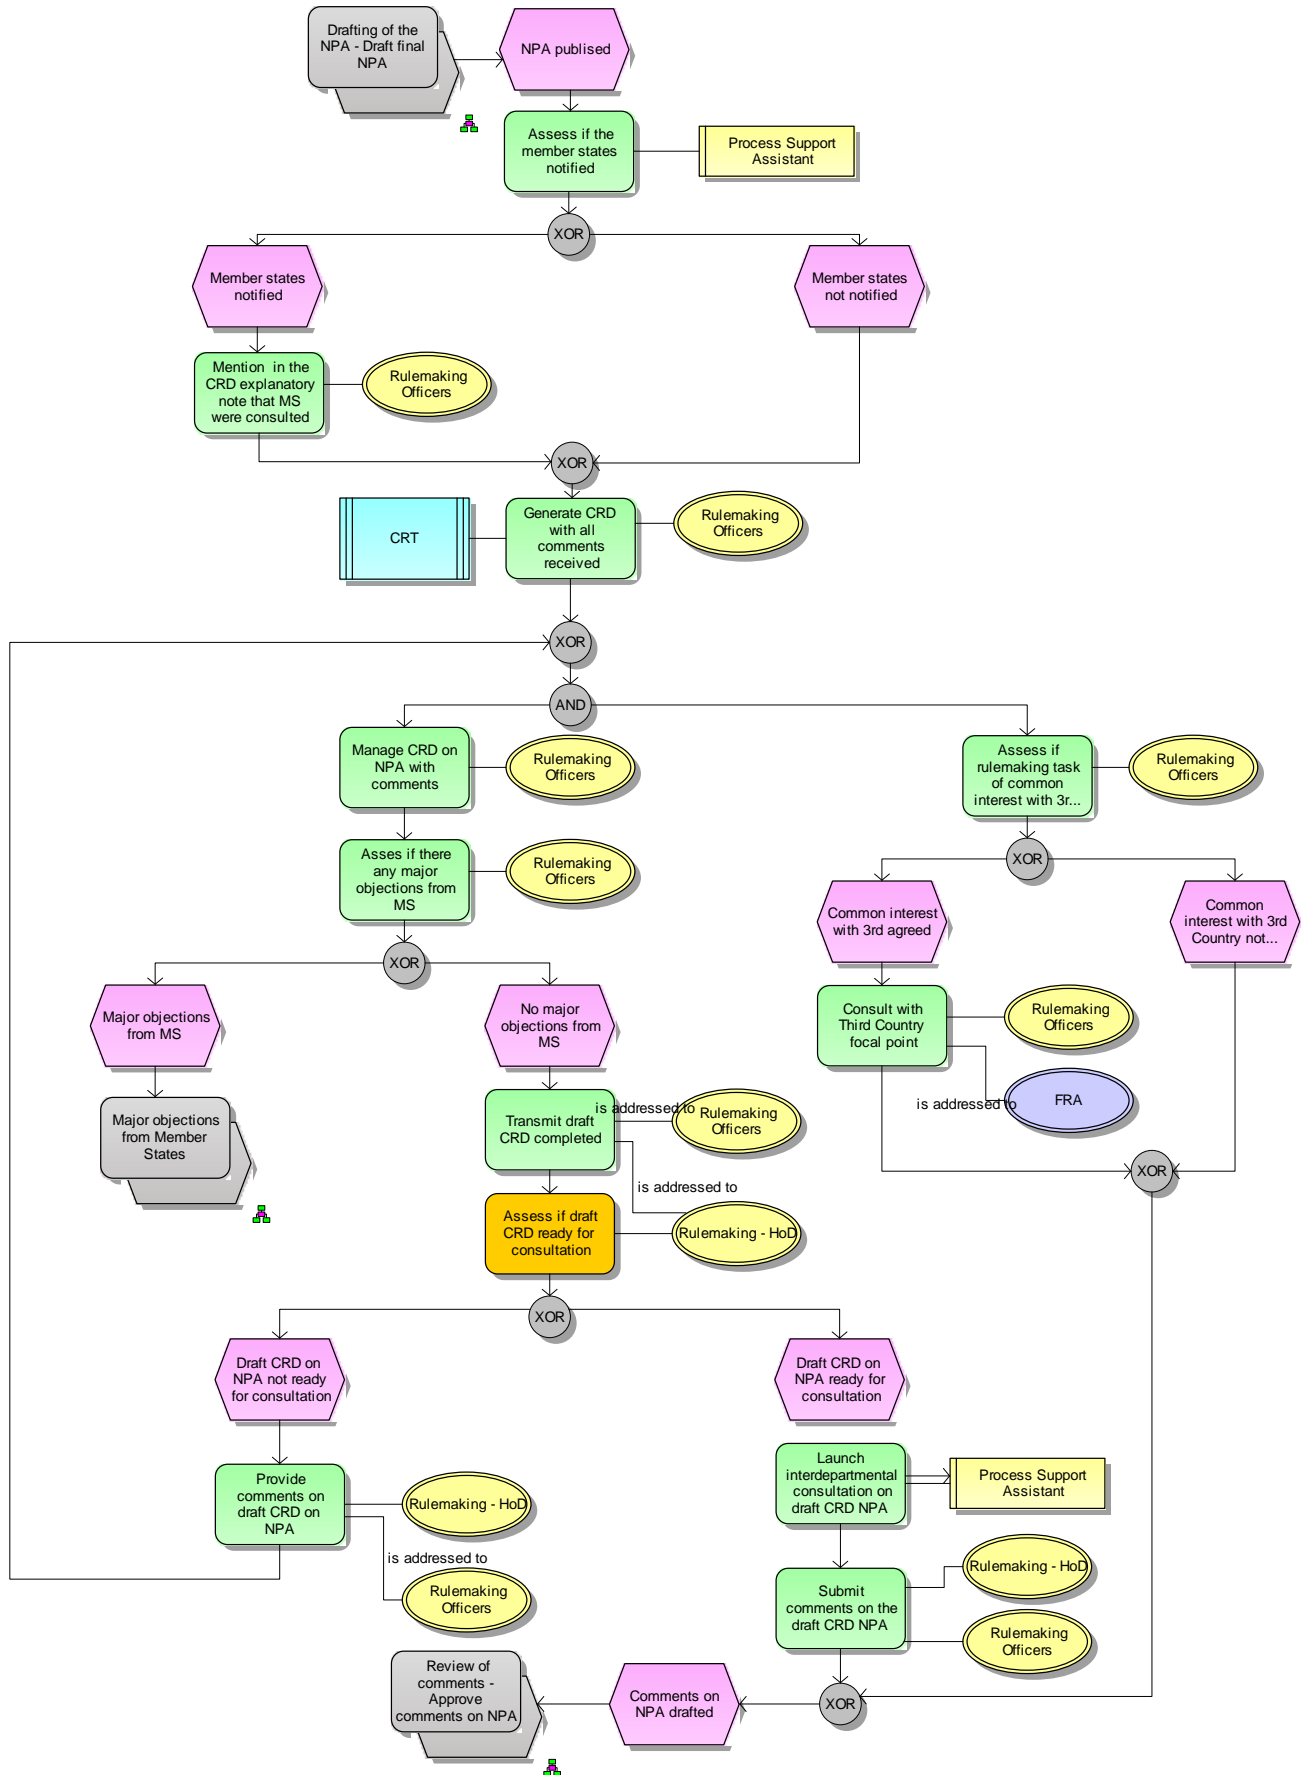 Drafting of the
NPA - Draft final
NPA
NPA publised
Assess if the
member states
notified
Process Support
Assistant
XOR
Member states
notified
Member states
not notified
Mention  in the
CRD explanatory
note that MS
were consulted
Rulemaking
Officers
XOR
CRT
Generate CRD
with all
comments
received
Rulemaking
Officers
XOR
AND
Manage CRD on
NPA with
comments
Rulemaking
Officers
Assess if
rulemaking task
of common
interest with 3r...
Rulemaking
Officers
Asses if there
any major
objections from
MS
Rulemaking
Officers
XOR
Common interest
with 3rd agreed
Common
interest with 3rd
Country not...
XOR
Major objections
from MS
No major
objections from
MS
Consult with
Third Country
focal point
Rulemaking
Officers
is addressed to
FRA
Major objections
from Member
States
Transmit draft
CRD completed
is addressed to
Rulemaking
Officers
XOR
is addressed to
Assess if draft
CRD ready for
consultation
Rulemaking - HoD
XOR
Draft CRD on
NPA not ready
for consultation
Draft CRD on
NPA ready for
consultation
Provide
comments on
draft CRD on
NPA
Rulemaking - HoD
is addressed to
Rulemaking
Officers
Launch
interdepartmental
consultation on
draft CRD NPA
Process Support
Assistant
Submit
comments on the
draft CRD NPA
Rulemaking - HoD
Rulemaking
Officers
Review of
comments -
Approve
comments on NPA
Comments on
NPA drafted
XOR